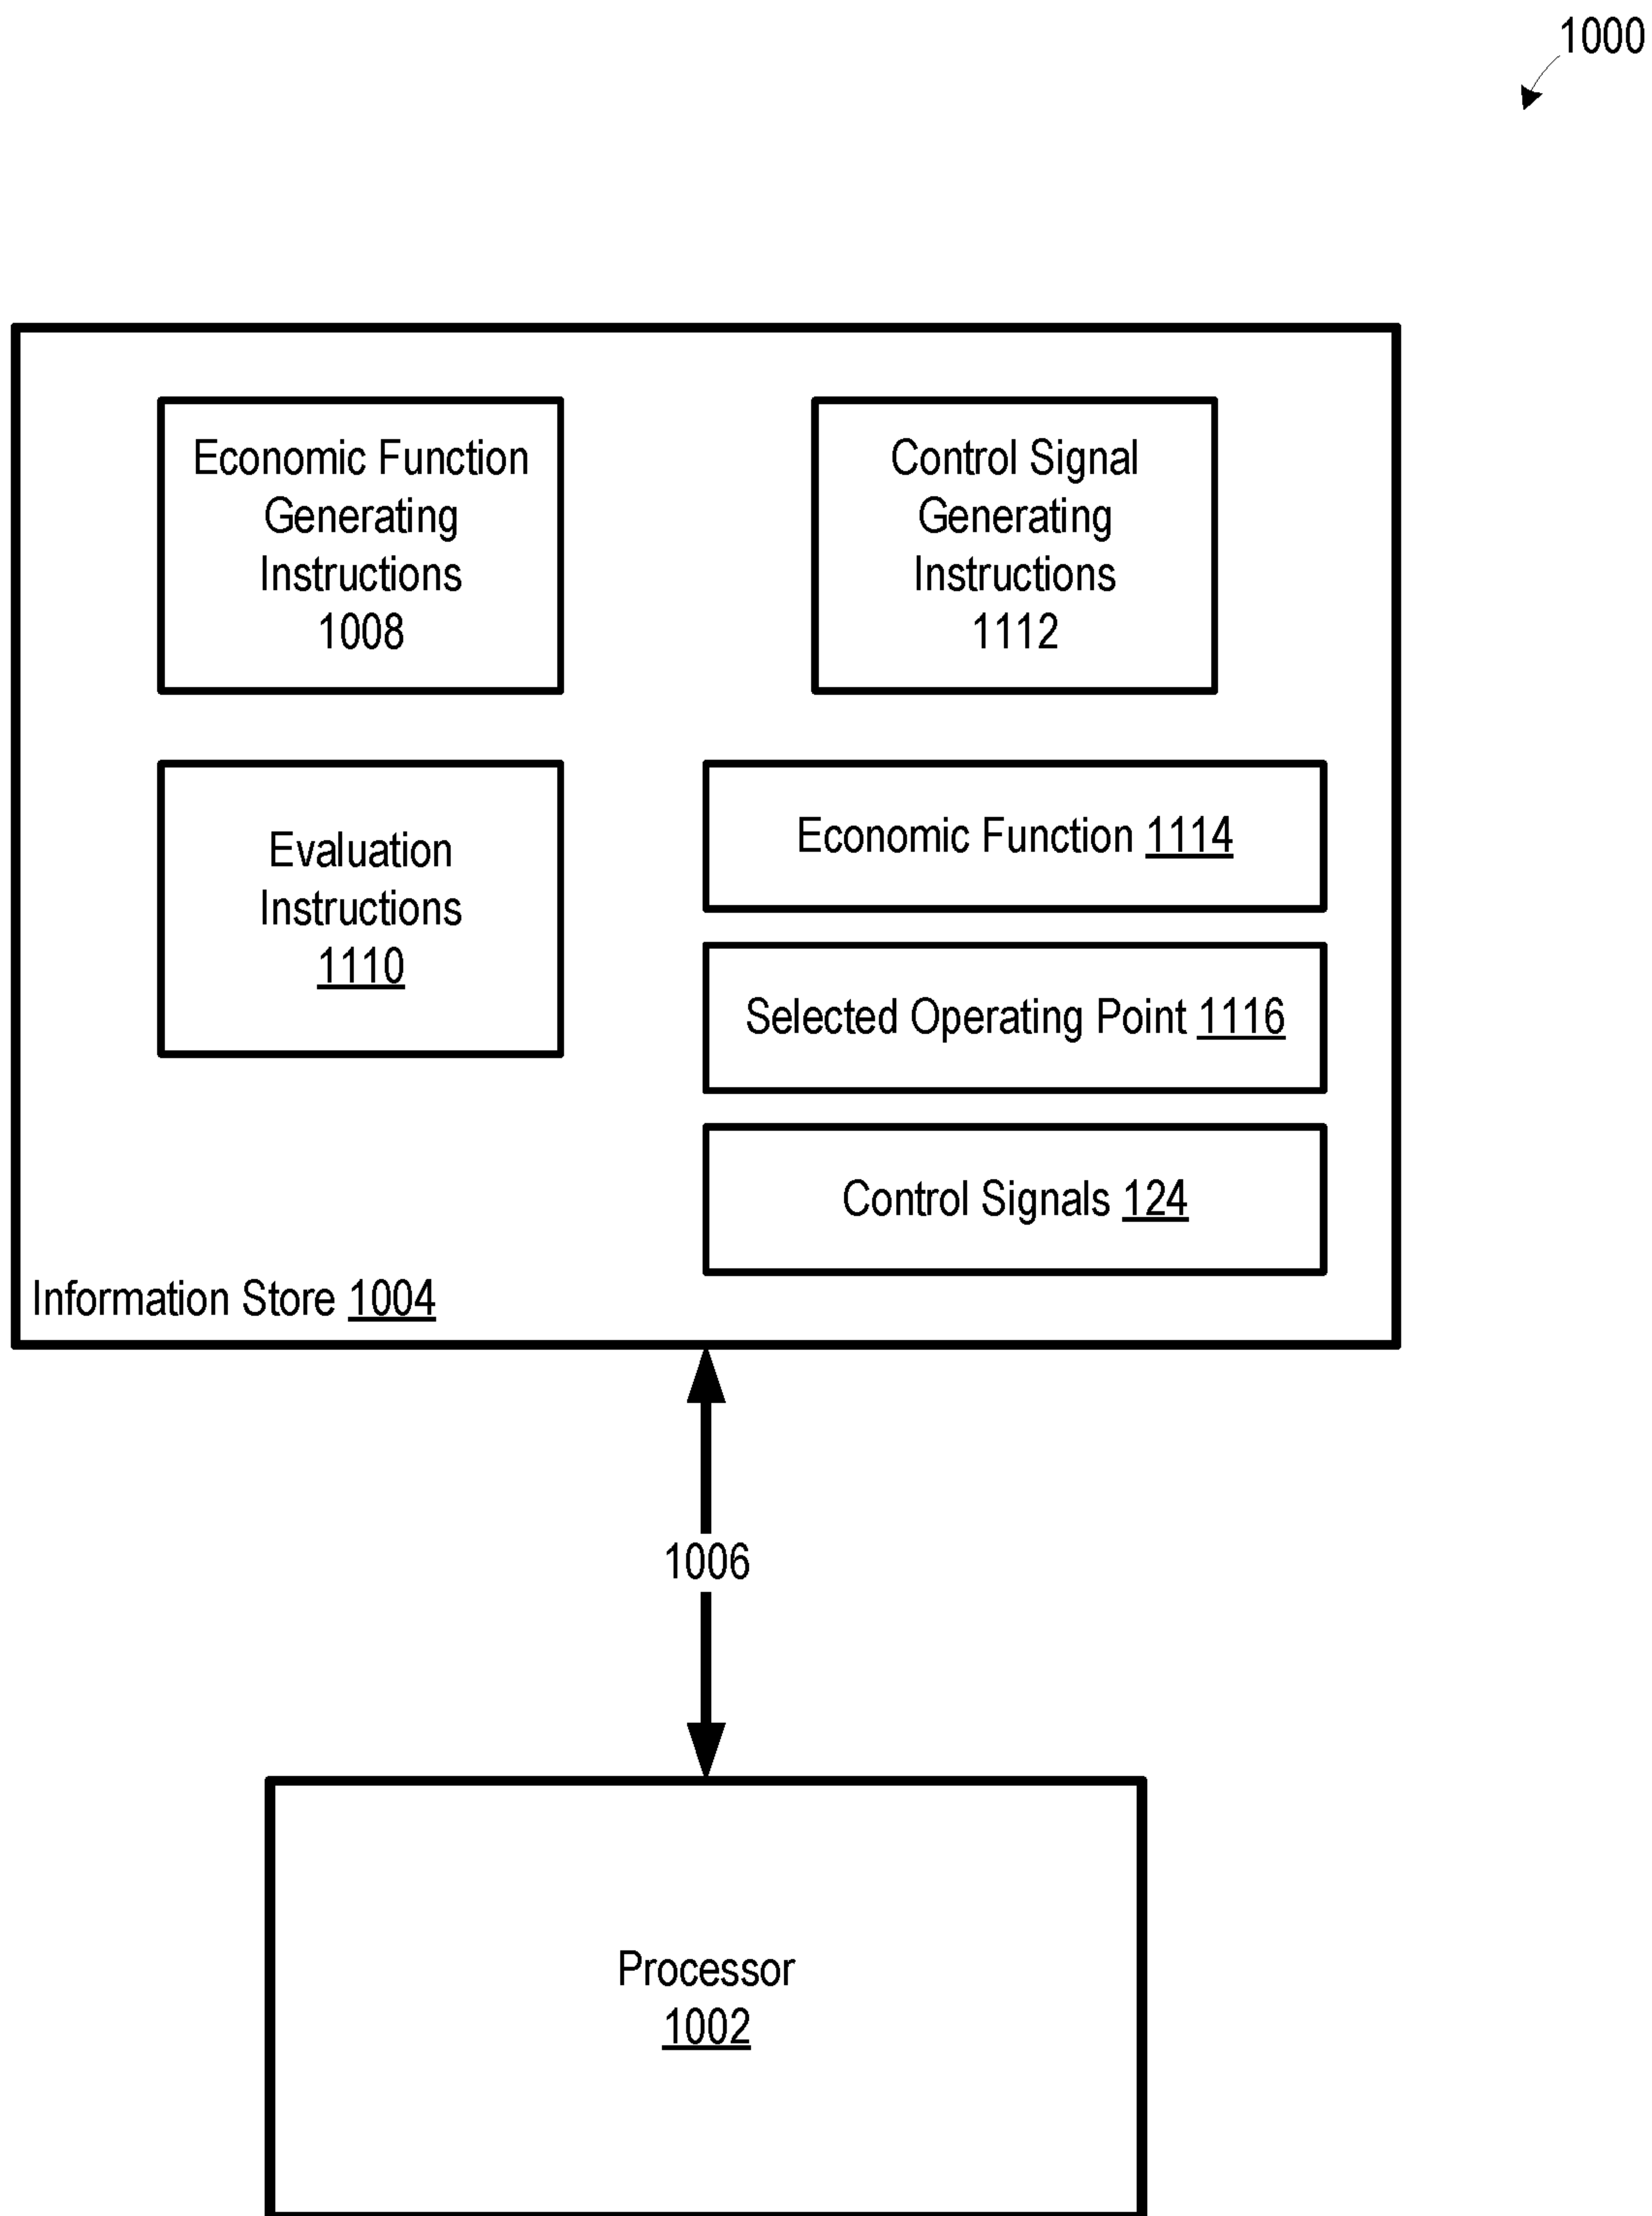 1000
Economic Function
Generating
Instructions
1008
Control Signal
Generating
Instructions
1112
Evaluation
Instructions
1110
Economic Function 1114
Selected Operating Point 1116
Control Signals 124
Information Store 1004
1006
Processor
1002